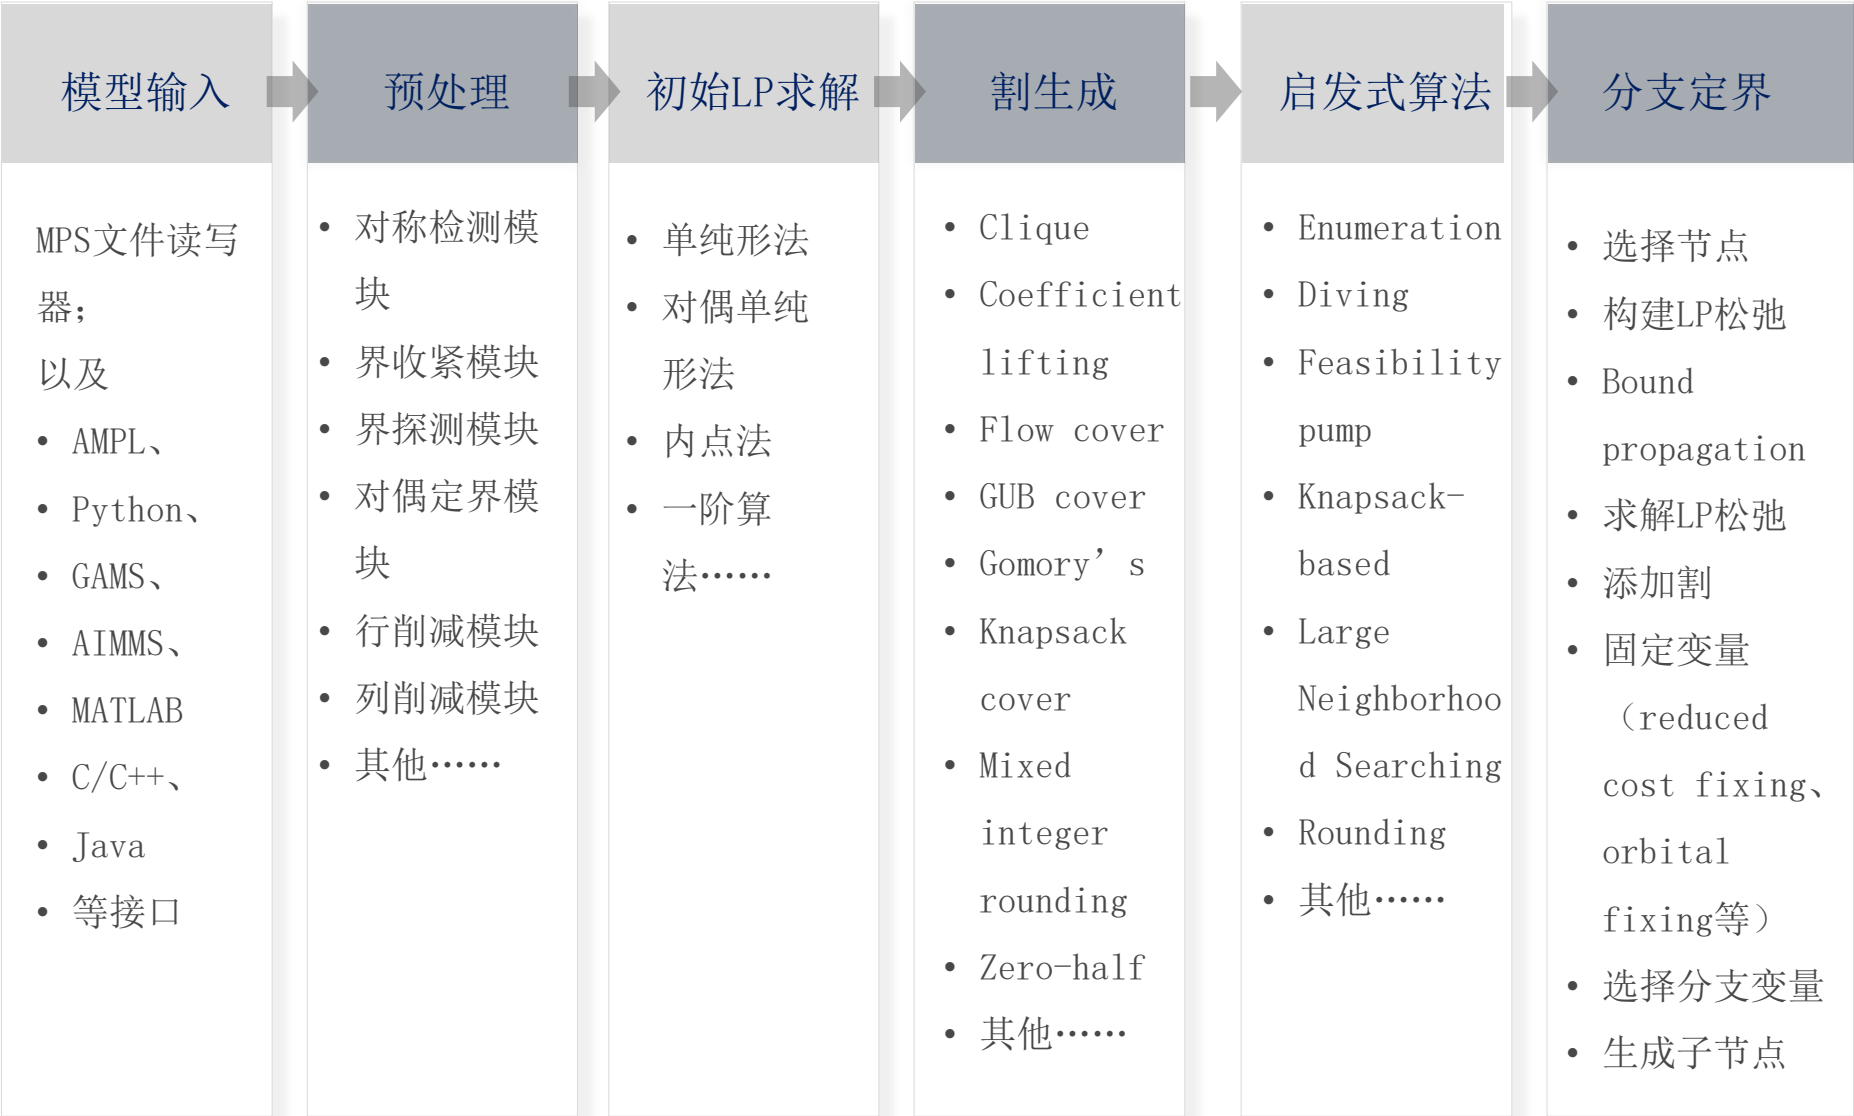 模型输入
预处理
初始LP求解
割生成
启发式算法
分支定界
MPS文件读写
器；
以及
• AMPL、
• Python、
• GAMS、
• AIMMS、
• MATLAB
• C/C++、
• Java
• 等接口
• 对称检测模
块
• 界收紧模块
• 界探测模块
• 对偶定界模
块
• 行削减模块
• 列削减模块
• 其他……
• 单纯形法
• 对偶单纯
形法
• 内点法
• 一阶算
法……
• Clique
• Coefficient
lifting
• Flow cover
• GUB cover
• Gomory’s
• Knapsack
cover
• Mixed
integer
rounding
• Zero-half
• 其他……
• Enumeration
• Diving
• Feasibility
pump
• Knapsack-
based
• Large
Neighborhoo
d Searching
• Rounding
• 其他……
• 选择节点
• 构建LP松弛
• Bound
propagation
• 求解LP松弛
• 添加割
• 固定变量
（reduced
cost fixing、
orbital
fixing等）
• 选择分支变量
• 生成子节点